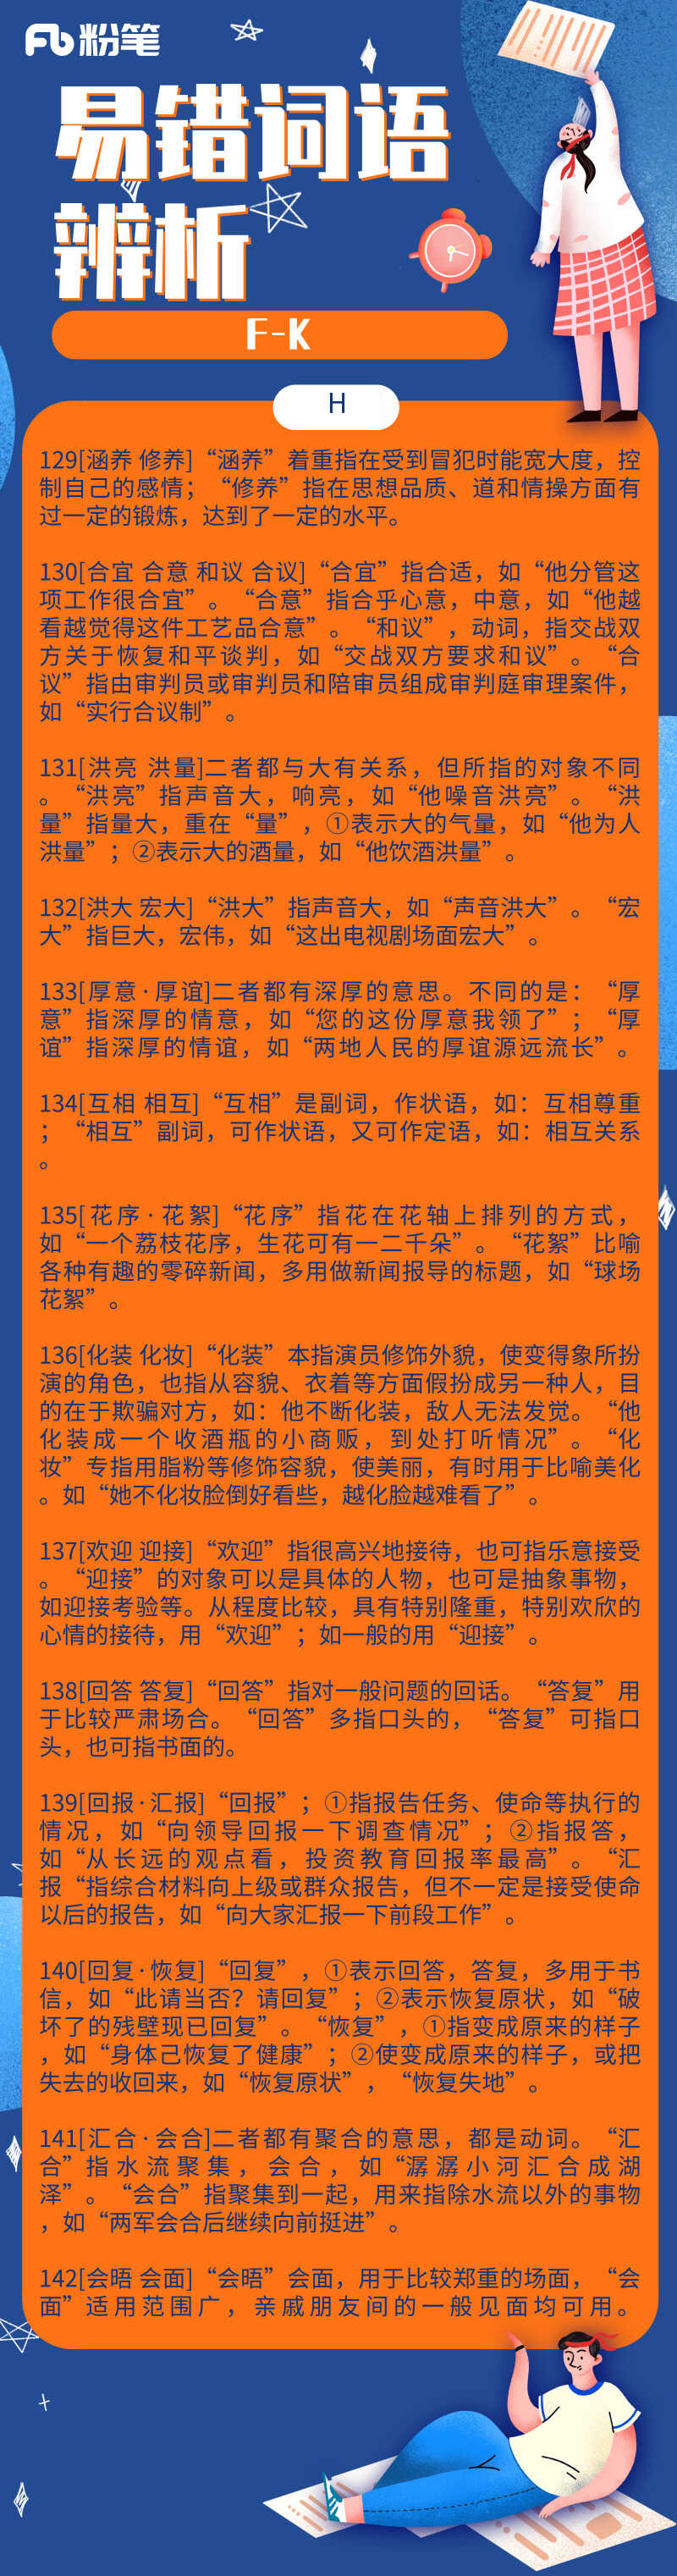 粉笔
易错词语
辨析
F-K
H
129[涵养 修养]“涵养”着重指在受到冒犯时能宽大度，控
制自己的感情；“修养”指在思想品质、道和情操方面有
过一定的锻炼，达到了一定的水平。
130[合宜 合意 和议 合议]“合宜”指合适，如“他分管这
项工作很合宜”。“合意”指合乎心意，中意，如“他越
看越觉得这件工艺品合意”。“和议”，动词，指交战双
方关于恢复和平谈判，如“交战双方要求和议”。“合
议”指由审判员或审判员和陪审员组成审判庭审理案件，
如“实行合议制”。
131[洪亮 洪量]二者都与大有关系，但所指的对象不同
。“洪亮”指声音大，响亮，如“他噪音洪亮”。“洪
量”指量大，重在“量”，①表示大的气量，如“他为人
洪量”；②表示大的酒量，如“他饮酒洪量”。
132[洪大 宏大]“洪大”指声音大，如“声音洪大”。“宏
大”指巨大，宏伟，如“这出电视剧场面宏大”。
133[厚意·厚谊]二者都有深厚的意思。不同的是：“厚
意”指深厚的情意，如“您的这份厚意我领了”；“厚
谊”指深厚的情谊，如“两地人民的厚谊源远流长”。
134[互相 相互]“互相”是副词，作状语，如：互相尊重
；“相互”副词，可作状语，又可作定语，如：相互关系
。
135[花序·花絮]“花序”指花在花轴上排列的方式，
如“一个荔枝花序，生花可有一二千朵”。“花絮”比喻
各种有趣的零碎新闻，多用做新闻报导的标题，如“球场
花絮”。
136[化装 化妆]“化装”本指演员修饰外貌，使变得象所扮
演的角色，也指从容貌、衣着等方面假扮成另一种人，目
的在于欺骗对方，如：他不断化装，敌人无法发觉。“他
化装成一个收酒瓶的小商贩，到处打听情况”。“化
妆”专指用脂粉等修饰容貌，使美丽，有时用于比喻美化
。如“她不化妆脸倒好看些，越化脸越难看了”。
137[欢迎 迎接]“欢迎”指很高兴地接待，也可指乐意接受
。“迎接”的对象可以是具体的人物，也可是抽象事物，
如迎接考验等。从程度比较，具有特别隆重，特别欢欣的
心情的接待，用“欢迎”；如一般的用“迎接”。
138[回答 答复]“回答”指对一般问题的回话。“答复”用
于比较严肃场合。“回答”多指口头的，“答复”可指口
头，也可指书面的。
139[回报·汇报]“回报”；①指报告任务、使命等执行的
情况，如“向领导回报一下调查情况”；②指报答，
如“从长远的观点看，投资教育回报率最高”。“汇
报“指综合材料向上级或群众报告，但不一定是接受使命
以后的报告，如“向大家汇报一下前段工作”。
140[回复·恢复]“回复”，①表示回答，答复，多用于书
信，如“此请当否？请回复”；②表示恢复原状，如“破
坏了的残壁现已回复”。“恢复”，①指变成原来的样子
，如“身体己恢复了健康”；②使变成原来的样子，或把
失去的收回来，如“恢复原状”，“恢复失地”。
141[汇合·会合]二者都有聚合的意思，都是动词。“汇
合”指水流聚集，会合，如“潺潺小河汇合成湖
泽”。“会合”指聚集到一起，用来指除水流以外的事物
，如“两军会合后继续向前挺进”。
142[会晤 会面]“会晤”会面，用于比较郑重的场面，“会
面”适用范围广，亲戚朋友间的一般见面均可用。